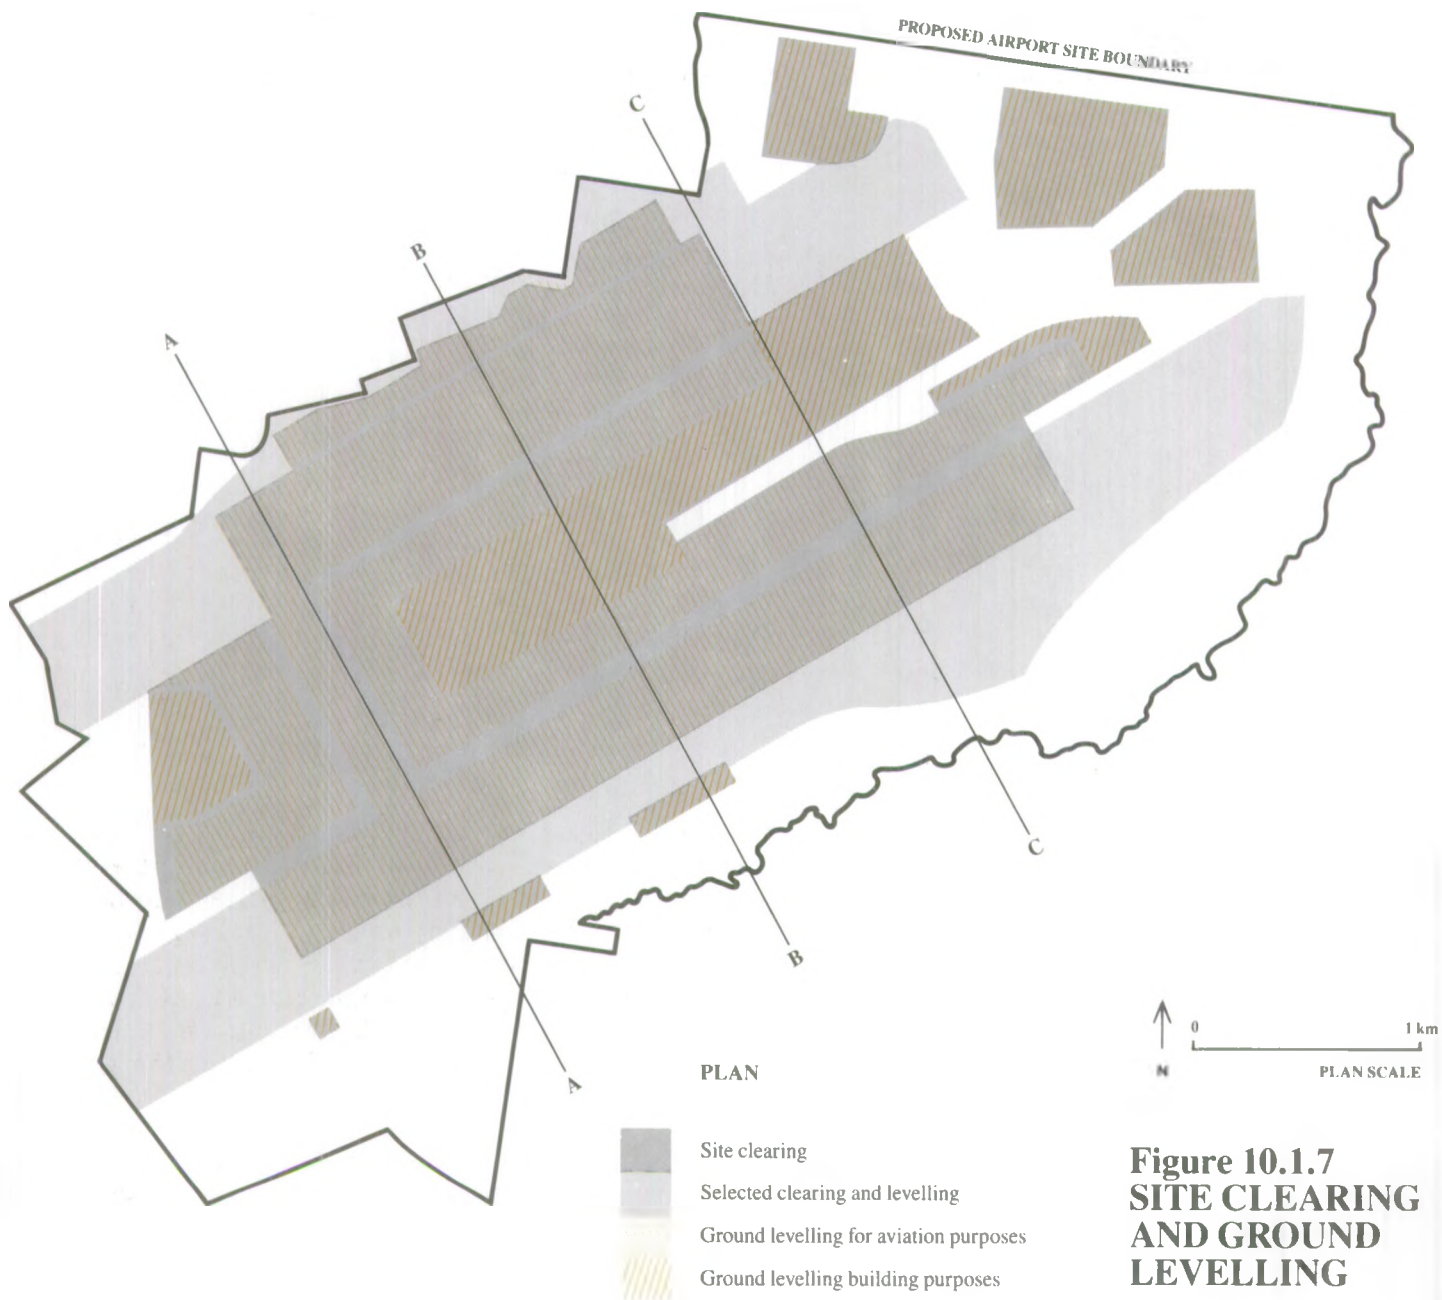 PROPOSED AIRPORT SITE BOUNDARY
C
B
A
C
B
A
0 1 km
N
PLAN SCALE
PLAN
Site clearing
Selected clearing and levelling
Ground levelling for aviation purposes
Ground levelling building purposes
Figure 10.1.7
SITE CLEARING
AND GROUND
LEVELLING